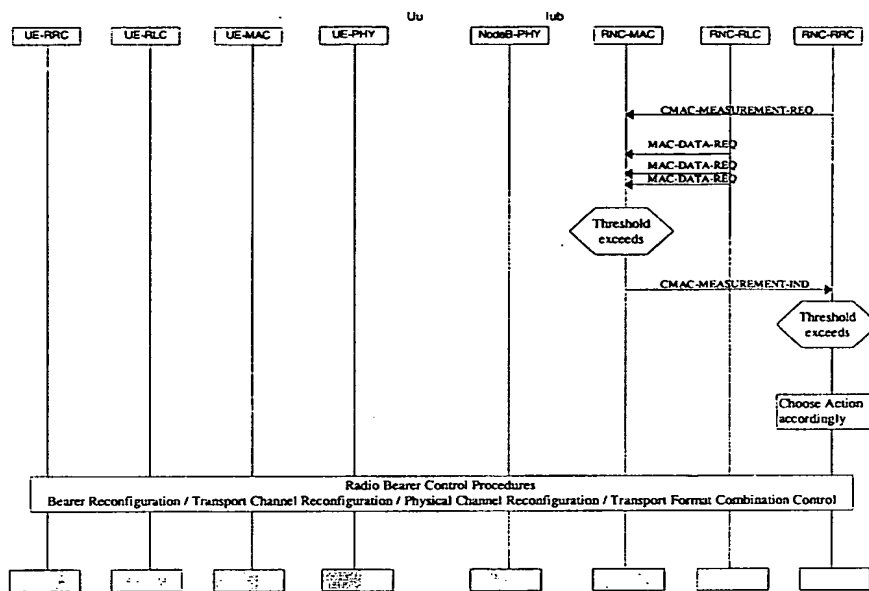 Uu Iub
UE-RRC UE-RLC UE-MAC UE-PHY NodeB-PHY RNC-MAC RNC-RLC RNC-RRC
CMAC-MEASUREMENT-REQ
MAC-DATA-REQ
MAC-DATA-REQ
MAC-DATA-REQ
Threshold
exceeds
CMAC-MEASUREMENT-IND
Threshold
exceeds
Choose Action
accordingly
Radio Bearer Control Procedures
Bearer Reconfiguration / Transport Channel Reconfiguration / Physical Channel Reconfiguration / Transport Format Combination Control